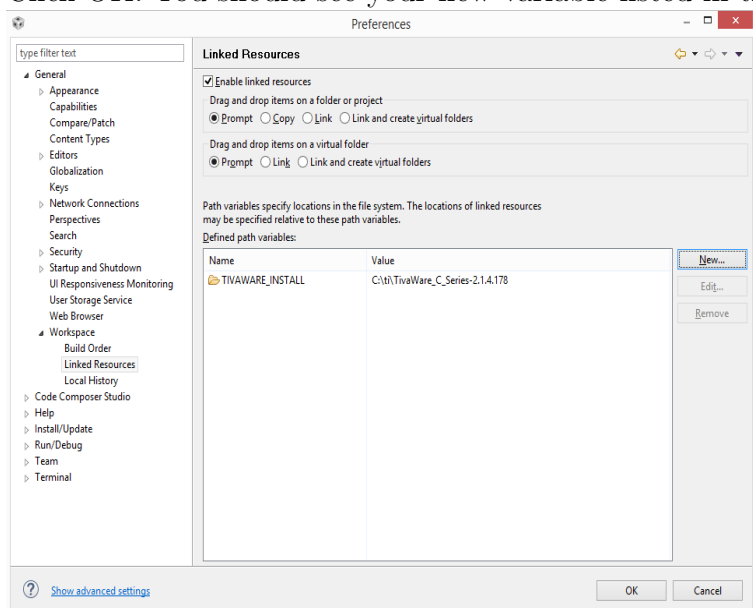 Click OK. You should see your new variable listed in
Preferences
type filter text
General
Appearance
Capabilities
Compare/Patch
Content Types
Editors
Globalization
Keys
Network Connections
Perspectives
Search
Security
Startup and Shutdown
UI Responsiveness Monitoring
User Storage Service
Web Browser
Workspace
Build Order
Linked Resources
Local History
Code Composer Studio
Help
Install/Update
Run/Debug
Team
Terminal
Linked Resources
Enable linked resources
Drag and drop items on a folder or project
Prompt Copy Link Link and create virtual folders
Drag and drop items on a virtual folder
Prompt Link Link and create virtual folders
Path variables specify locations in the file system. The locations of linked resources
may be specified relative to these path variables.
Defined path variables:
Name Value
TIVAWARE_INSTALL C:\ti\TivaWare_C_Series-2.1.4.178
New...
Edit...
Remove
Show advanced settings
OK Cancel